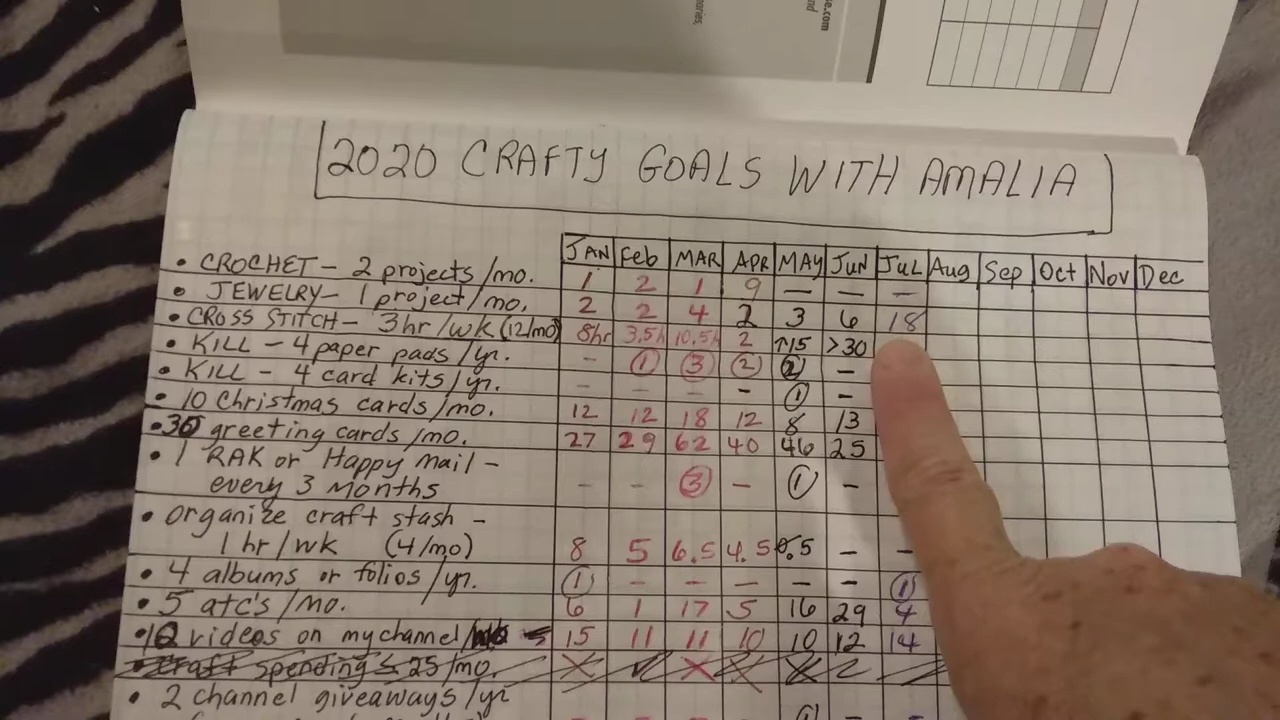 ie.com
nd
nories,
2020 CRAFTY GOALS WITH AMALIA
JAN Feb MAR APR MAY JUN JUL Aug Sep Oct Nov Dec
• CROCHET - 2 projects/mo. 1 2 1 9 — — —
• JEWELRY - 1 project/mo. 2 2 4 2 3 6 18
• CROSS STITCH - 3hr/wk (12/mo) 8hr 3.5h 10.5h 2 ↑15 >30
• KILL - 4 paper pads/yr. - 1 3 2 2 -
• KILL - 4 card kits/yr. - - - - 1 -
• 10 Christmas cards/mo. 12 12 18 12 8 13
• 30 greeting cards/mo. 27 29 62 40 46 25
• 1 RAK or Happy Mail -
every 3 Months - - 3 - 1 -
• organize craft stash -
1 hr/wk (4/mo) 8 5 6.5 4.5 .5 - -
• 4 albums or folios/yr. 1 - - - - - 1
• 5 atc's/mo. 6 1 17 5 16 29 4
• 12 videos on my channel/ 15 11 11 10 10 12 14
craft spending ≤ 25/mo.
• 2 channel giveaways/yr 1 - -